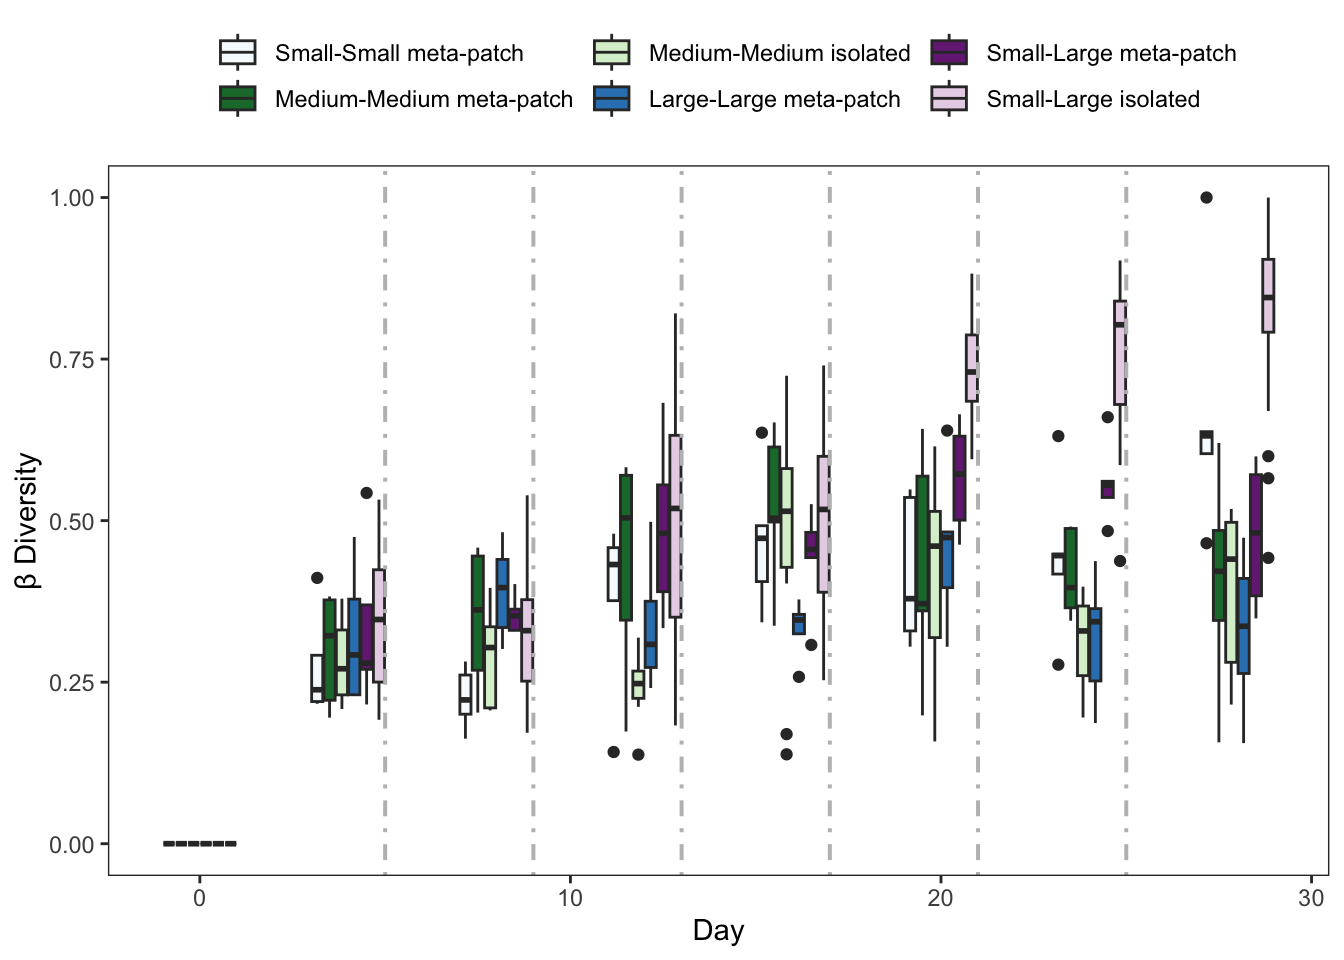 Small-Small meta-patch Medium-Medium isolated Small-Large meta-patch
Medium-Medium meta-patch Large-Large meta-patch Small-Large isolated
1.00
0.75
0.50
0.25
0.00
β Diversity
0 10 20 30
Day